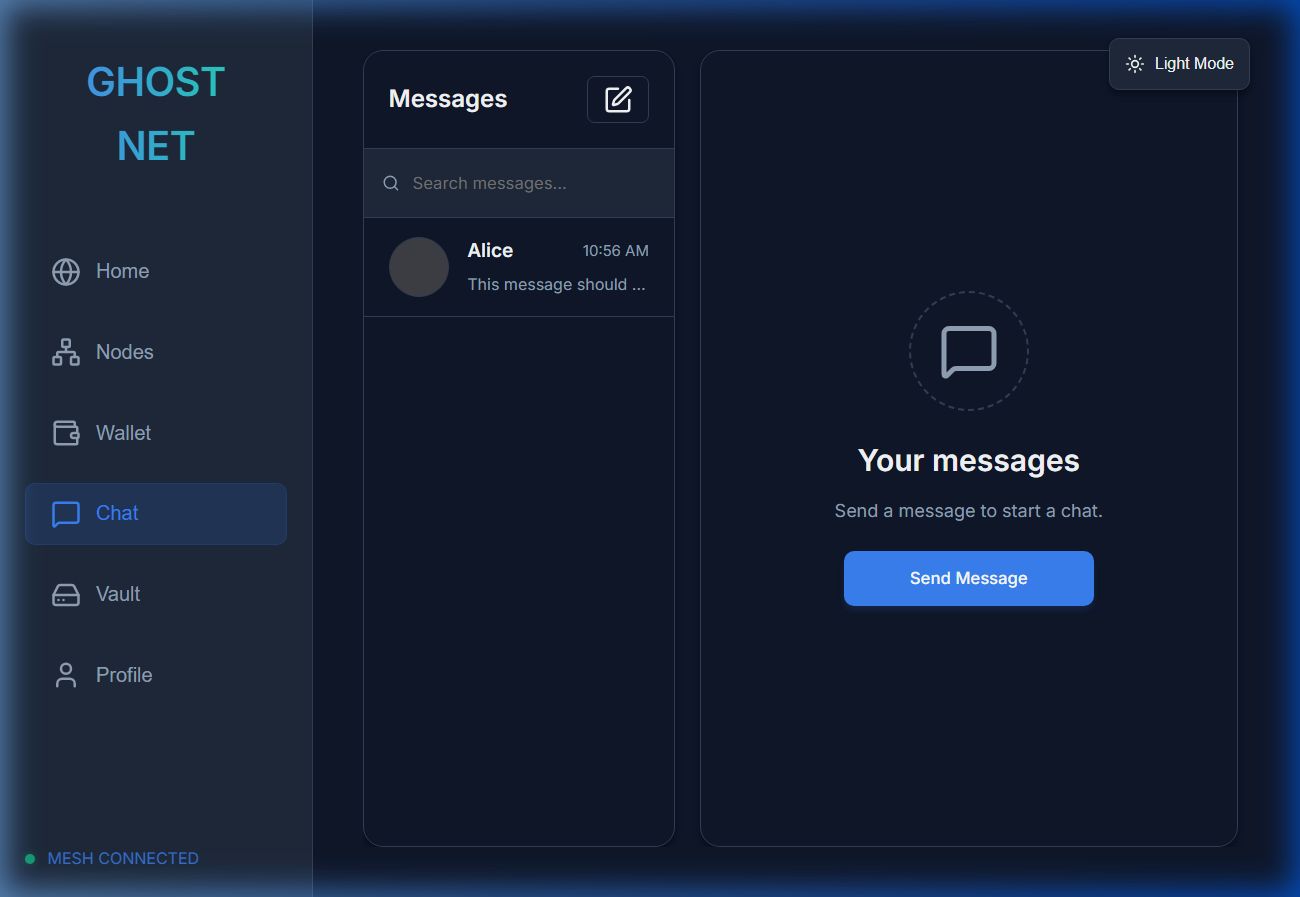 GHOST
NET
Home
Nodes
Wallet
Chat
Vault
Profile
MESH CONNECTED
Messages
Search messages...
Alice 10:56 AM
This message should ...
Light Mode
Your messages
Send a message to start a chat.
Send Message